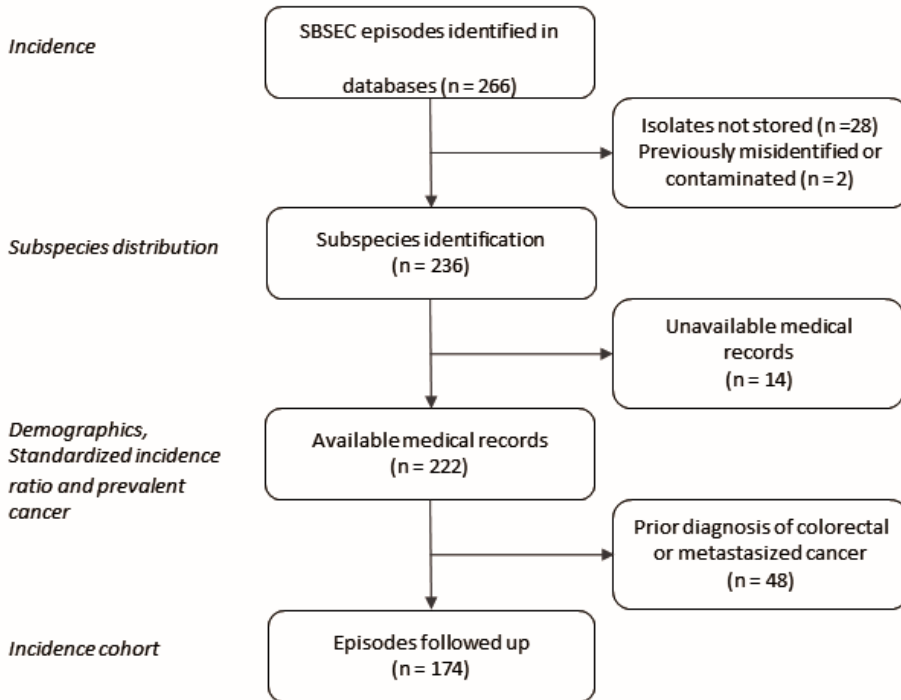 Incidence
SBSEC episodes identified in
databases (n = 266)
Isolates not stored (n =28)
Previously misidentified or
contaminated (n = 2)
Subspecies distribution
Subspecies identification
(n = 236)
Unavailable medical
records
(n = 14)
Demographics,
Standardized incidence
ratio and prevalent
cancer
Available medical records
(n = 222)
Prior diagnosis of colorectal
or metastasized cancer
(n = 48)
Incidence cohort
Episodes followed up
(n = 174)